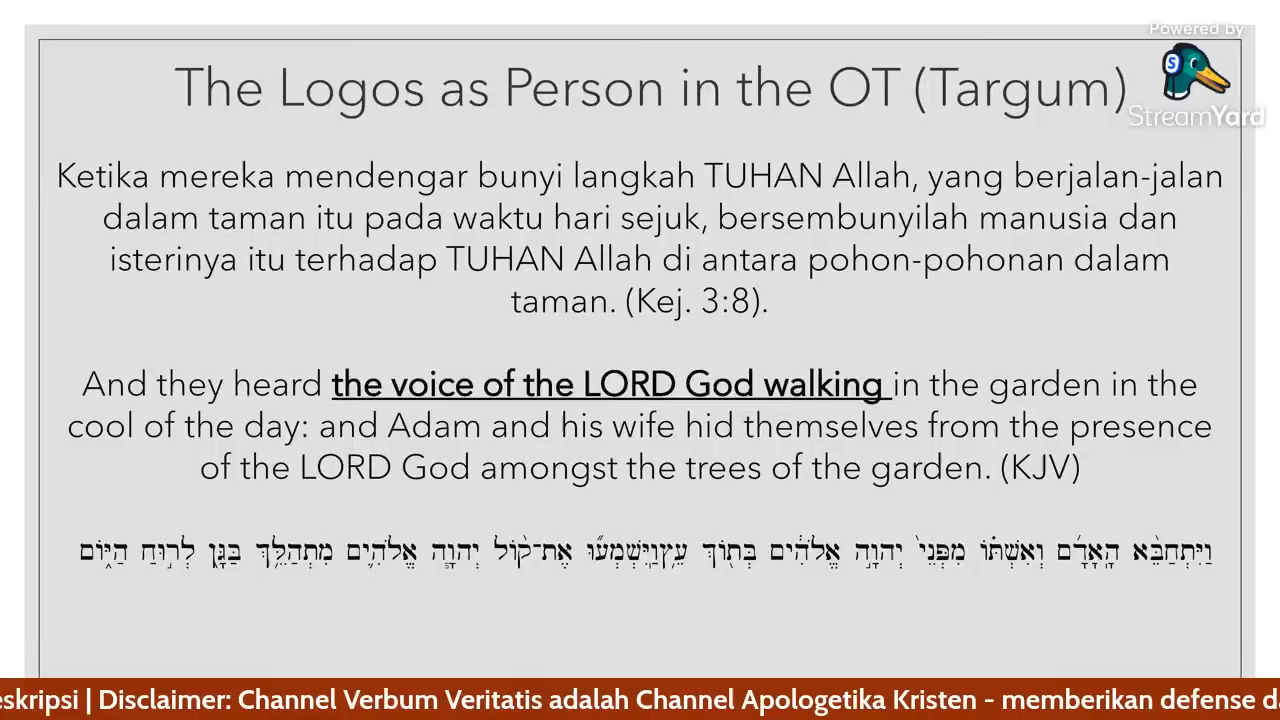 Powered by
StreamYard
The Logos as Person in the OT (Targum)
Ketika mereka mendengar bunyi langkah TUHAN Allah, yang berjalan-jalan
dalam taman itu pada waktu hari sejuk, bersembunyilah manusia dan
isterinya itu terhadap TUHAN Allah di antara pohon-pohonan dalam
taman. (Kej. 3:8).
And they heard the voice of the LORD God walking in the garden in the
cool of the day: and Adam and his wife hid themselves from the presence
of the LORD God amongst the trees of the garden. (KJV)
וַיִּתְחַבֵּ֨א הָֽאָדָ֜ם וְאִשְׁתּ֗וֹ מִפְּנֵי֙ יְהוָ֣ה אֱלֹהִ֔ים בְּת֖וֹךְ עֵ֥ץוַֽיִּשְׁמְע֞וּ אֶת־ק֨וֹל יְהוָ֧ה אֱלֹהִ֛ים מִתְהַלֵּ֥ךְ בַּגָּ֖ן לְר֣וּחַ הַיּ֑וֹם
eskripsi | Disclaimer: Channel Verbum Veritatis adalah Channel Apologetika Kristen - memberikan defense d